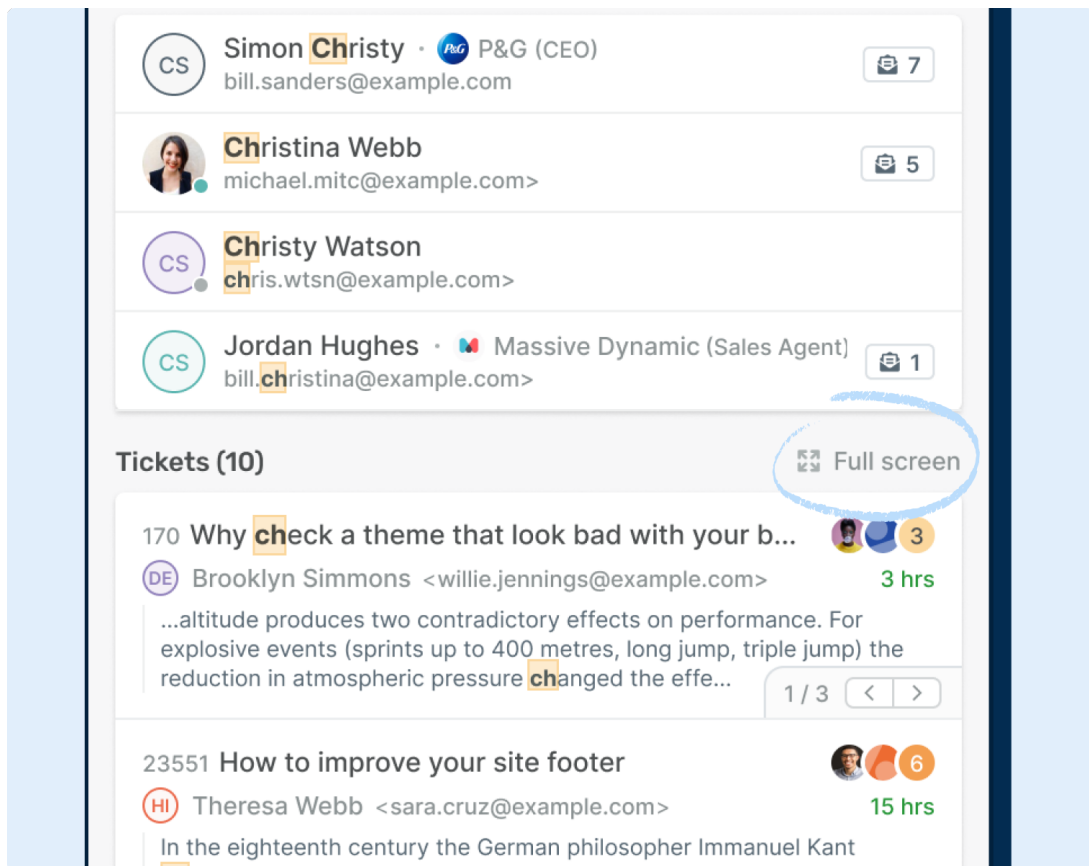 CS Simon Christy · P&G P&G (CEO) 7
bill.sanders@example.com
Christina Webb 5
michael.mitc@example.com>
CS Christy Watson
chris.wtsn@example.com>
CS Jordan Hughes · Massive Dynamic (Sales Agent) 1
bill.christina@example.com>
Tickets (10) Full screen
170 Why check a theme that look bad with your b... 3
DE Brooklyn Simmons <willie.jennings@example.com> 3 hrs
...altitude produces two contradictory effects on performance. For
explosive events (sprints up to 400 metres, long jump, triple jump) the
reduction in atmospheric pressure changed the effe...
1 / 3 < >
23551 How to improve your site footer 6
HI Theresa Webb <sara.cruz@example.com> 15 hrs
In the eighteenth century the German philosopher Immanuel Kant